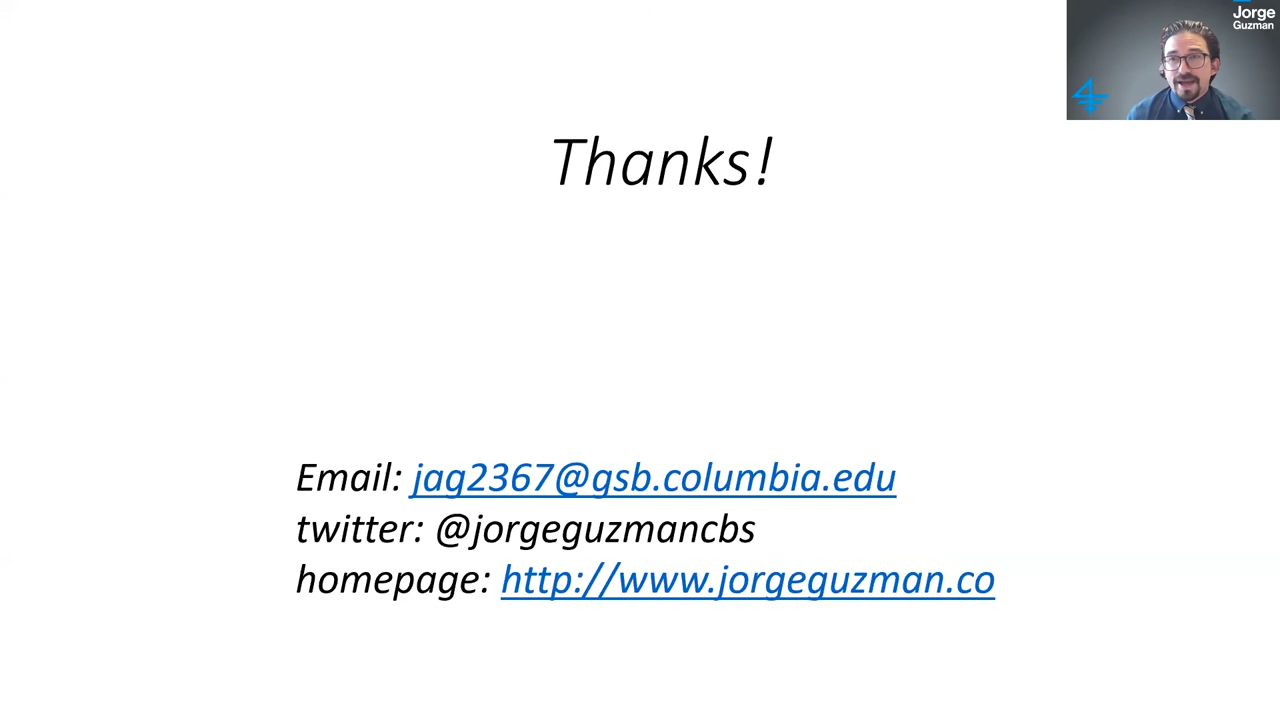 Jorge
Guzman
Thanks!
Email: jag2367@gsb.columbia.edu
twitter: @jorgeguzmancbs
homepage: http://www.jorgeguzman.co